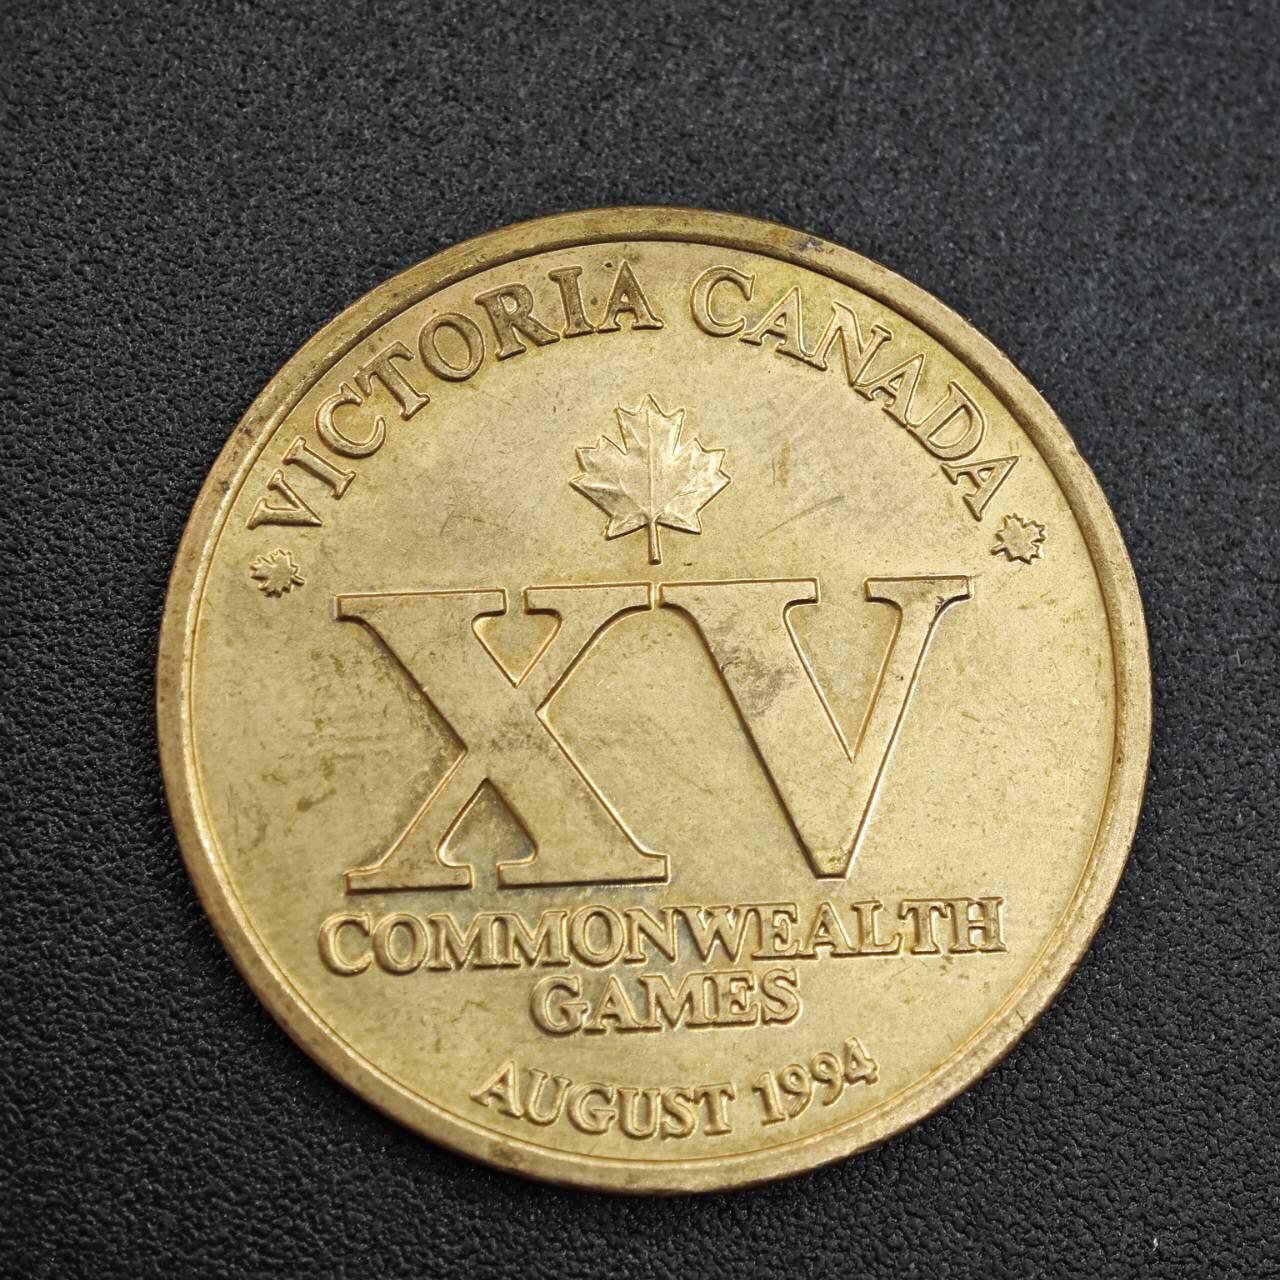 VICTORIA CANADA
XV
COMMONWEALTH
GAMES
AUGUST 1994